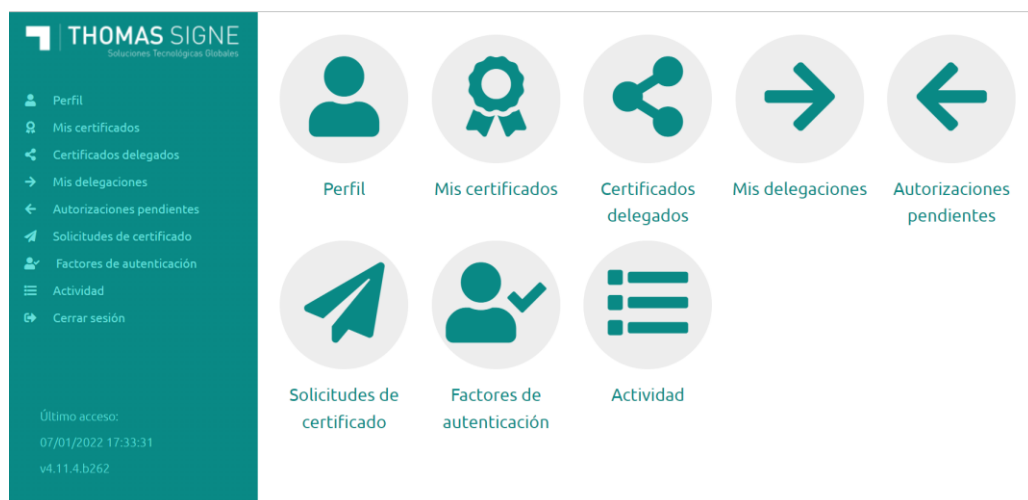 THOMAS SIGNE
Soluciones Tecnológicas Globales
Perfil
Mis certificados
Certificados delegados
Mis delegaciones
Autorizaciones pendientes
Solicitudes de certificado
Factores de autenticación
Actividad
Cerrar sesión
Último acceso:
07/01/2022 17:33:31
v4.11.4.b262
Perfil
Mis certificados
Certificados
delegados
Mis delegaciones
Autorizaciones
pendientes
Solicitudes de
certificado
Factores de
autenticación
Actividad